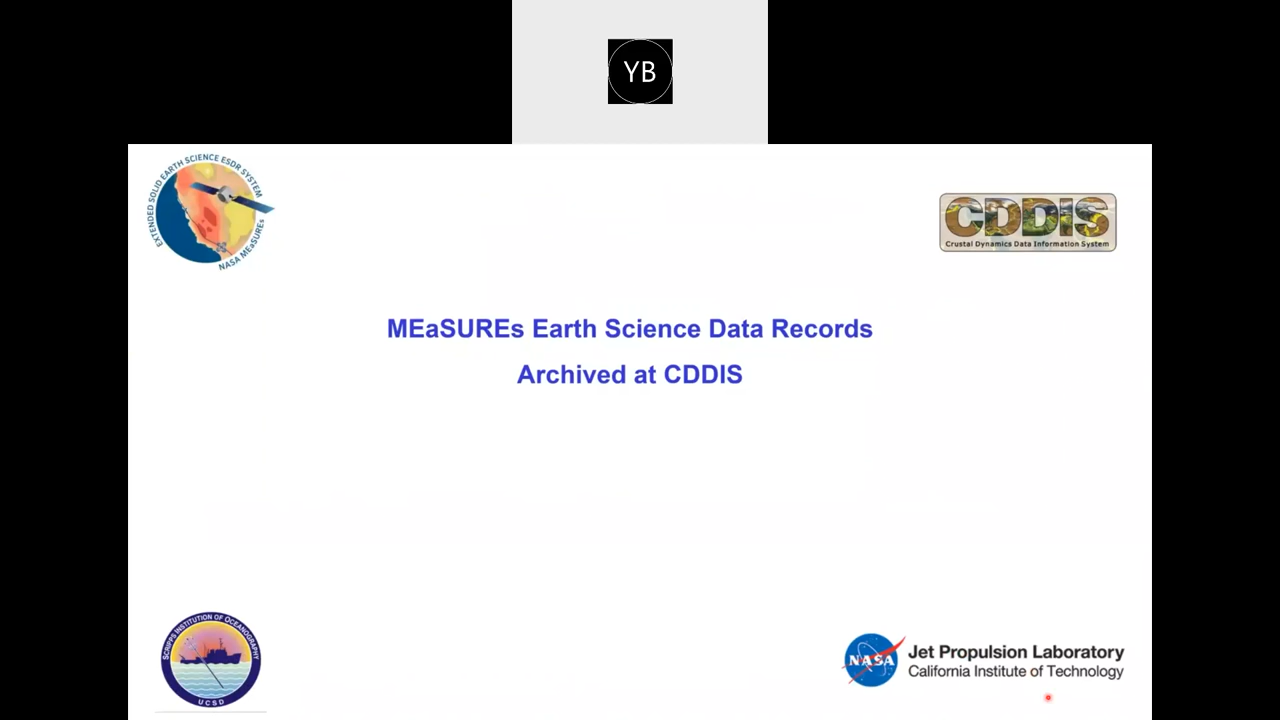 YB
EXTENDED SOLID EARTH SCIENCE ESDR SYSTEM
NASA MEaSUREs
CDDIS
Crustal Dynamics Data Information System
MEaSUREs Earth Science Data Records
Archived at CDDIS
SCRIPPS INSTITUTION OF OCEANOGRAPHY
UCSD
NASA
Jet Propulsion Laboratory
California Institute of Technology